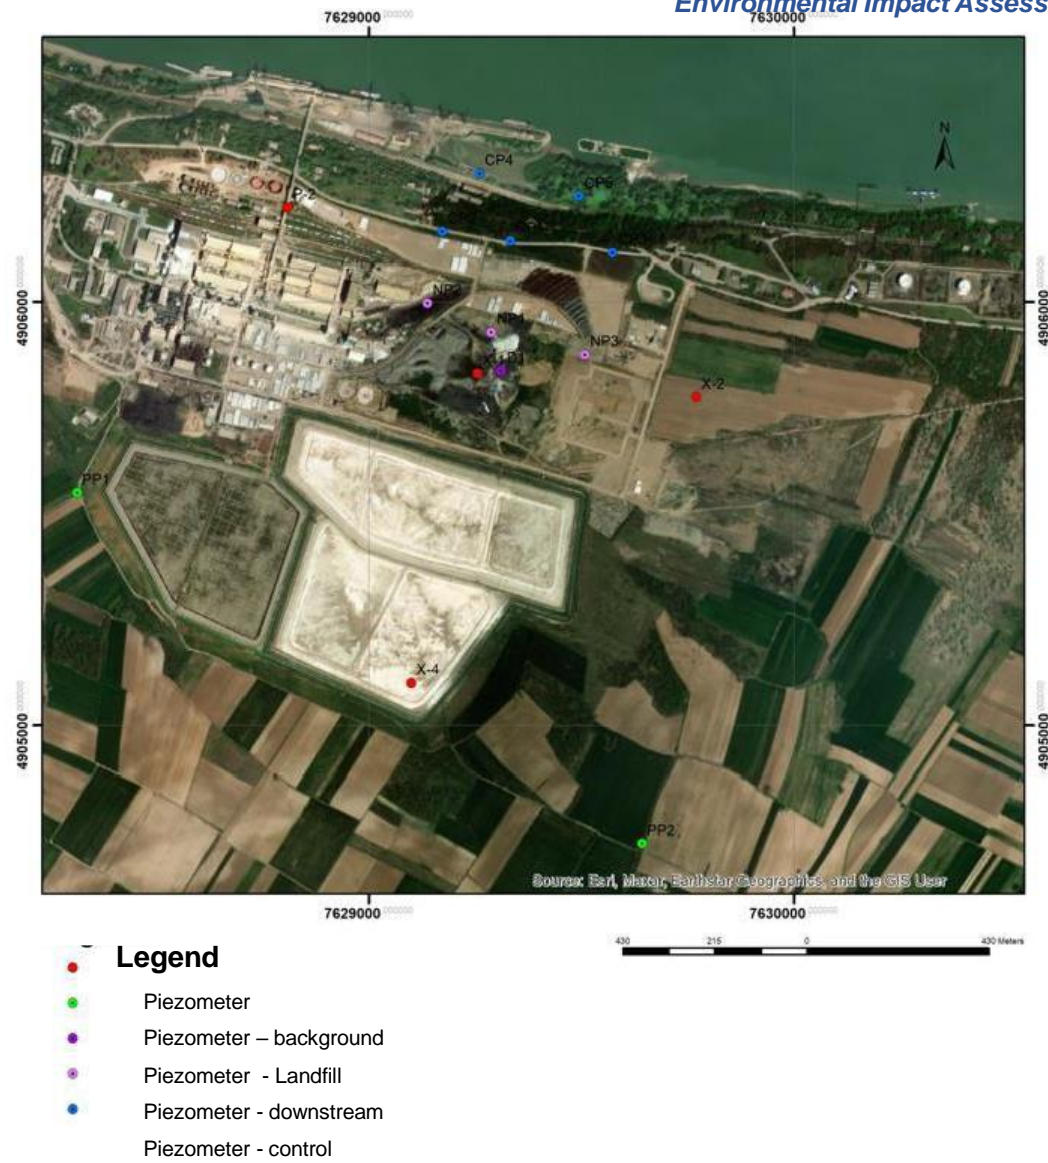 Environmental Impact Assess
7629000
7630000
N
CP4
CP5
P-2
4906000
4906000
NP2
NP1
NP3
X-2
PP1
X-4
4905000
4905000
PP2
Source: Esri, Maxar, Earthstar Geographics, and the GIS User
7629000
7630000
430 215 0 430 Meters
Legend
Piezometer
Piezometer – background
Piezometer - Landfill
Piezometer - downstream
Piezometer - control